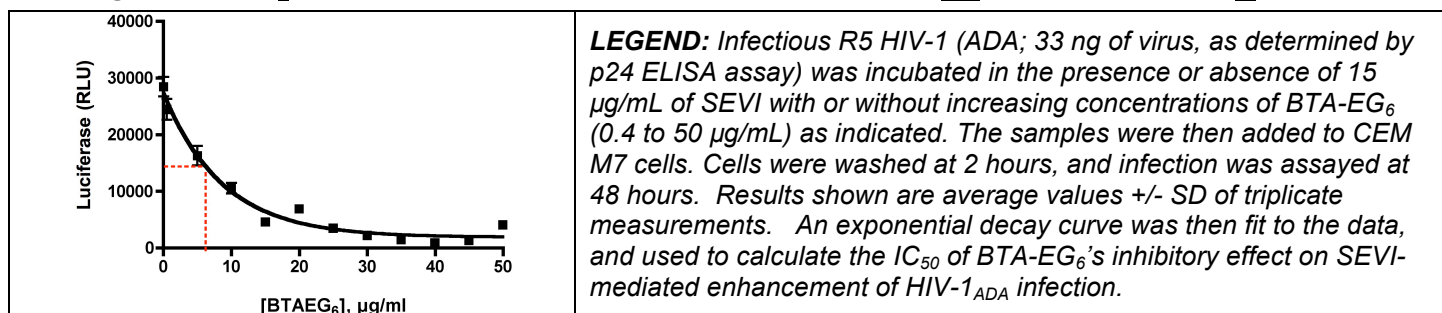 40000
30000
20000
10000
0
Luciferase (RLU)
0 10 20 30 40 50
[BTAEG₆], µg/ml
LEGEND: Infectious R5 HIV-1 (ADA; 33 ng of virus, as determined by
p24 ELISA assay) was incubated in the presence or absence of 15
µg/mL of SEVI with or without increasing concentrations of BTA-EG₆
(0.4 to 50 µg/mL) as indicated. The samples were then added to CEM
M7 cells. Cells were washed at 2 hours, and infection was assayed at
48 hours. Results shown are average values +/- SD of triplicate
measurements. An exponential decay curve was then fit to the data,
and used to calculate the IC₅₀ of BTA-EG₆'s inhibitory effect on SEVI-
mediated enhancement of HIV-1ADA infection.